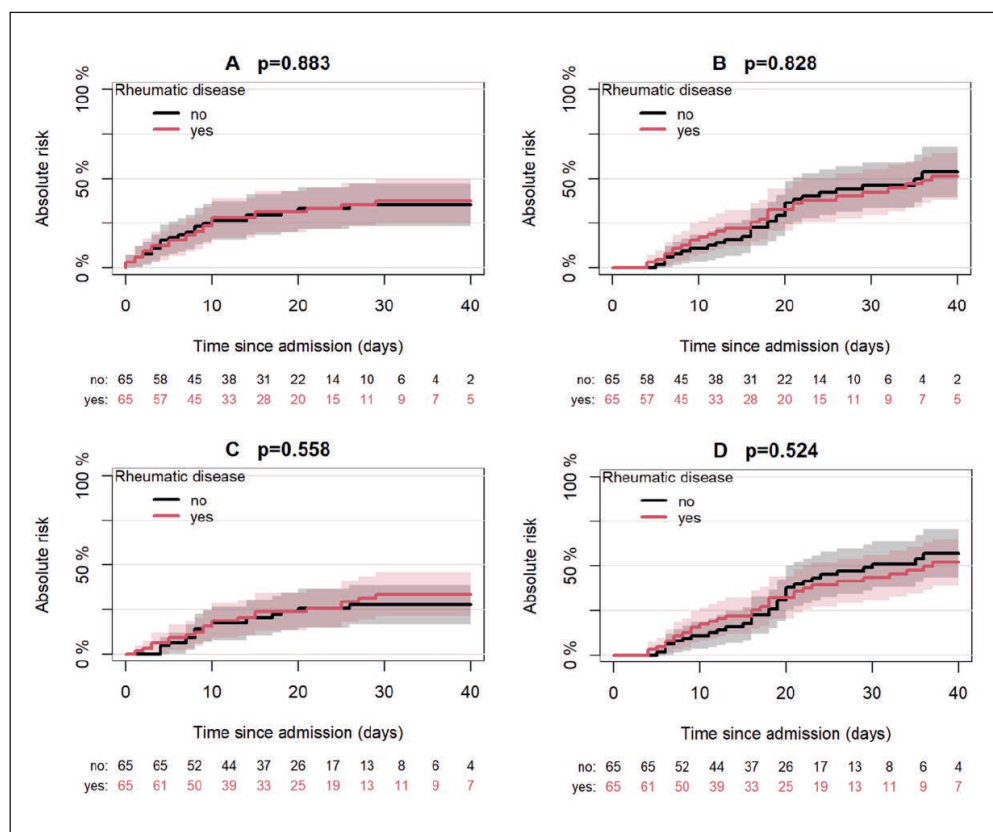 A p=0.883
Rheumatic disease
no
yes
Absolute risk
0 % 50 % 100 %
0 10 20 30 40
Time since admission (days)
no: 65 58 45 38 31 22 14 10 6 4 2
yes: 65 57 45 33 28 20 15 11 9 7 5
B p=0.828
Rheumatic disease
no
yes
Absolute risk
0 % 50 % 100 %
0 10 20 30 40
Time since admission (days)
no: 65 58 45 38 31 22 14 10 6 4 2
yes: 65 57 45 33 28 20 15 11 9 7 5
C p=0.558
Rheumatic disease
no
yes
Absolute risk
0 % 50 % 100 %
0 10 20 30 40
Time since admission (days)
no: 65 65 52 44 37 26 17 13 8 6 4
yes: 65 61 50 39 33 25 19 13 11 9 7
D p=0.524
Rheumatic disease
no
yes
Absolute risk
0 % 50 % 100 %
0 10 20 30 40
Time since admission (days)
no: 65 65 52 44 37 26 17 13 8 6 4
yes: 65 61 50 39 33 25 19 13 11 9 7